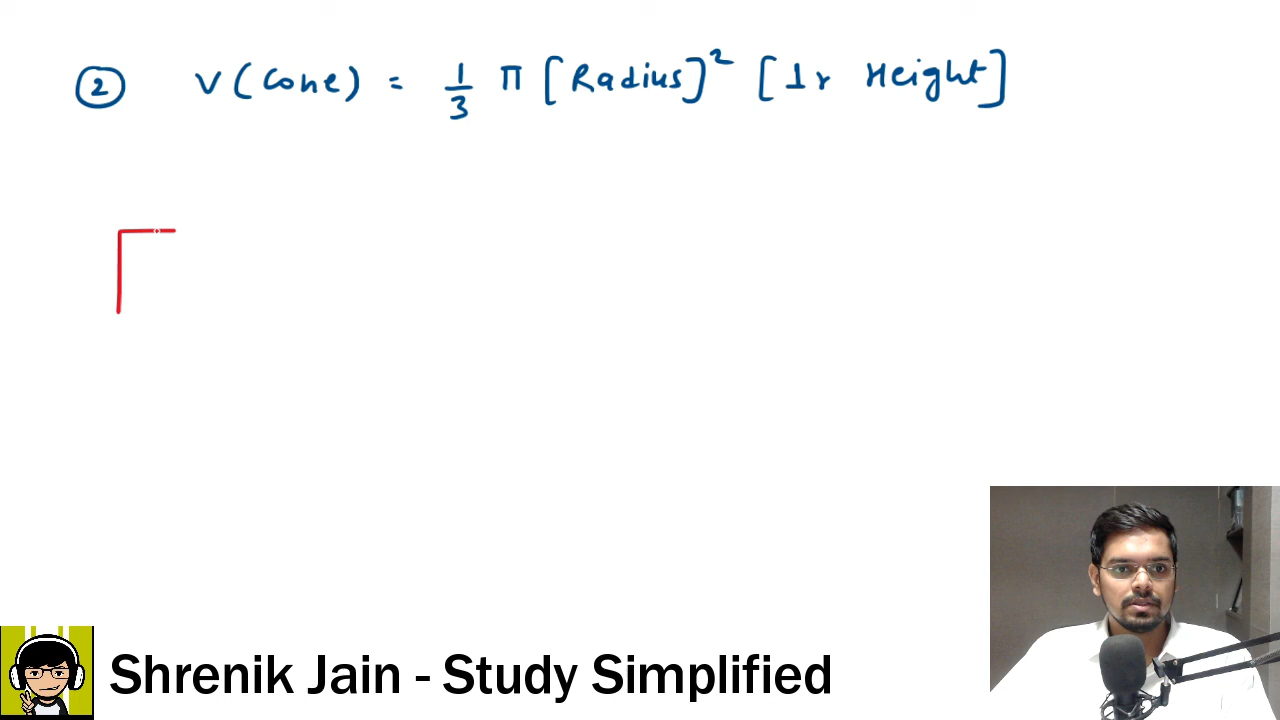 ② V (Cone) = 1/3 π [Radius]² [⊥r Height]
Shrenik Jain - Study Simplified